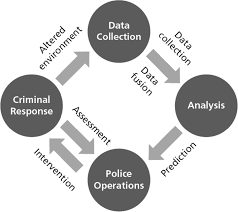 Data
Collection
Altered
environment
Data
collection
Data
fusion
Criminal
Response
Analysis
Assessment
Intervention
Prediction
Police
Operations